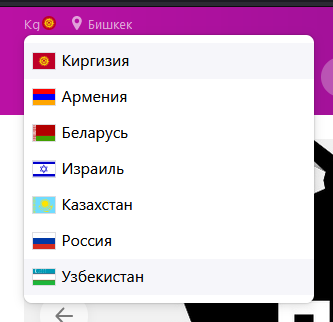 Kg Бишкек
Киргизия
Армения
Беларусь
Израиль
Казахстан
Россия
Узбекистан